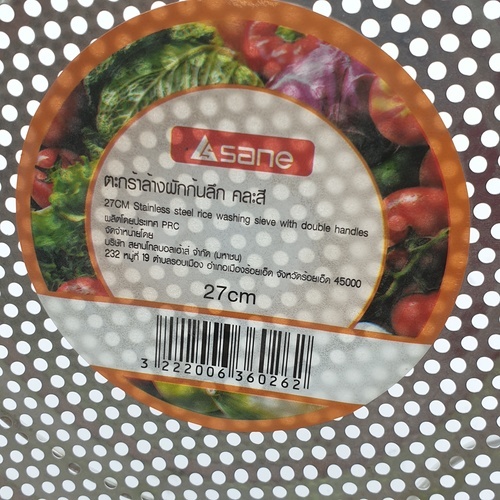 Asane
ตะกร้าล้างผักก้นลึก คละสี
27CM Stainless steel rice washing sieve with double handles
ผลิตโดยประเทศ PRC
จัดจำหน่ายโดย
บริษัท สยามโกลบอลเฮ้าส์ จำกัด (มหาชน)
232 หมู่ที่ 19 ตำบลรอบเมือง อำเภอเมืองร้อยเอ็ด จังหวัดร้อยเอ็ด 45000
27cm
3 222006 360262